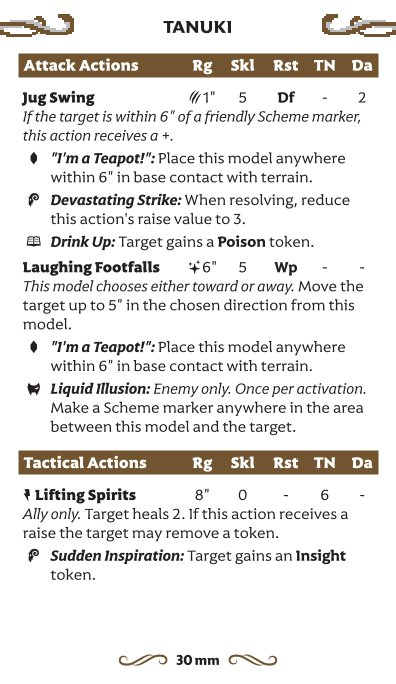 TANUKI
Attack Actions Rg Skl Rst TN Da
Jug Swing 1" 5 Df - 2
If the target is within 6" of a friendly Scheme marker,
this action receives a +.
"I'm a Teapot!": Place this model anywhere
within 6" in base contact with terrain.
Devastating Strike: When resolving, reduce
this action's raise value to 3.
Drink Up: Target gains a Poison token.
Laughing Footfalls 6" 5 Wp - -
This model chooses either toward or away. Move the
target up to 5" in the chosen direction from this
model.
"I'm a Teapot!": Place this model anywhere
within 6" in base contact with terrain.
Liquid Illusion: Enemy only. Once per activation.
Make a Scheme marker anywhere in the area
between this model and the target.
Tactical Actions Rg Skl Rst TN Da
Lifting Spirits 8" 0 - 6 -
Ally only. Target heals 2. If this action receives a
raise the target may remove a token.
Sudden Inspiration: Target gains an Insight
token.
30 mm